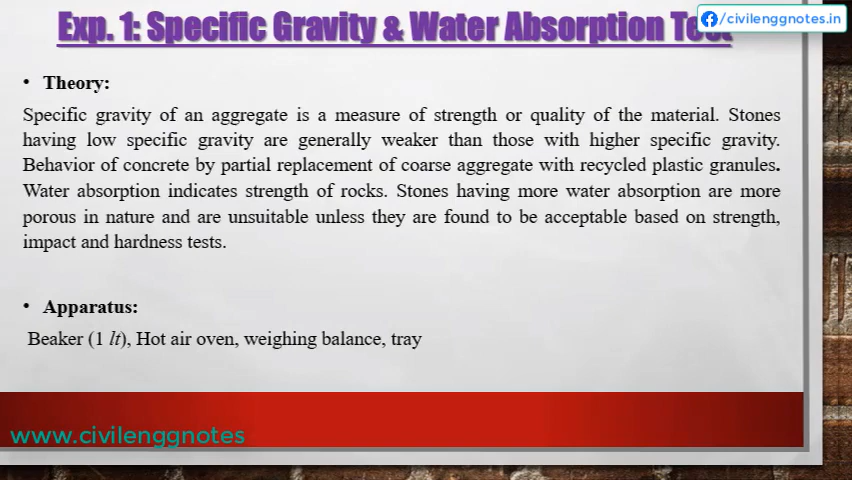 Exp. 1: Specific Gravity & Water Absorption Test
/civilenggnotes.in
• Theory:
Specific gravity of an aggregate is a measure of strength or quality of the material. Stones
having low specific gravity are generally weaker than those with higher specific gravity.
Behavior of concrete by partial replacement of coarse aggregate with recycled plastic granules.
Water absorption indicates strength of rocks. Stones having more water absorption are more
porous in nature and are unsuitable unless they are found to be acceptable based on strength,
impact and hardness tests.
• Apparatus:
Beaker (1 lt), Hot air oven, weighing balance, tray
www.civilenggnotes